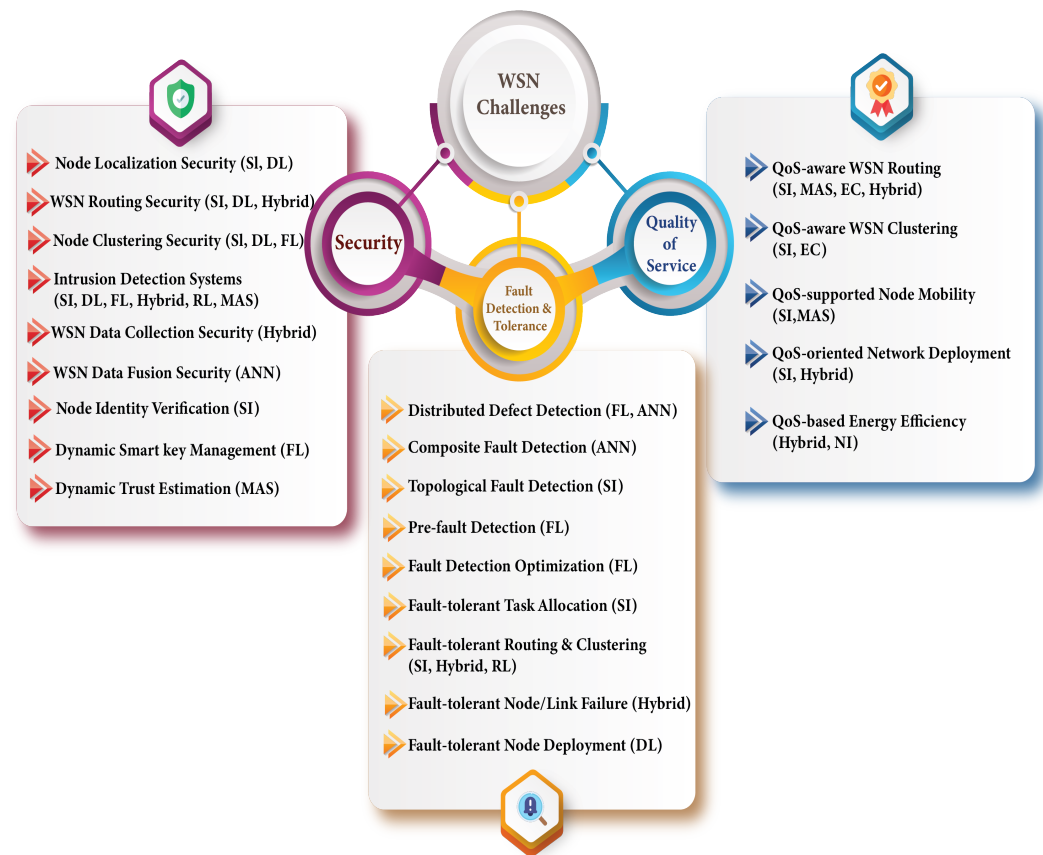 WSN
Challenges
Security
Fault
Detection &
Tolerance
Quality
of
Service
Node Localization Security (Sl, DL)
WSN Routing Security (SI, DL, Hybrid)
Node Clustering Security (Sl, DL, FL)
Intrusion Detection Systems
(SI, DL, FL, Hybrid, RL, MAS)
WSN Data Collection Security (Hybrid)
WSN Data Fusion Security (ANN)
Node Identity Verification (SI)
Dynamic Smart key Management (FL)
Dynamic Trust Estimation (MAS)
Distributed Defect Detection (FL, ANN)
Composite Fault Detection (ANN)
Topological Fault Detection (SI)
Pre-fault Detection (FL)
Fault Detection Optimization (FL)
Fault-tolerant Task Allocation (SI)
Fault-tolerant Routing & Clustering
(SI, Hybrid, RL)
Fault-tolerant Node/Link Failure (Hybrid)
Fault-tolerant Node Deployment (DL)
QoS-aware WSN Routing
(SI, MAS, EC, Hybrid)
QoS-aware WSN Clustering
(SI, EC)
QoS-supported Node Mobility
(SI,MAS)
QoS-oriented Network Deployment
(SI, Hybrid)
QoS-based Energy Efficiency
(Hybrid, NI)